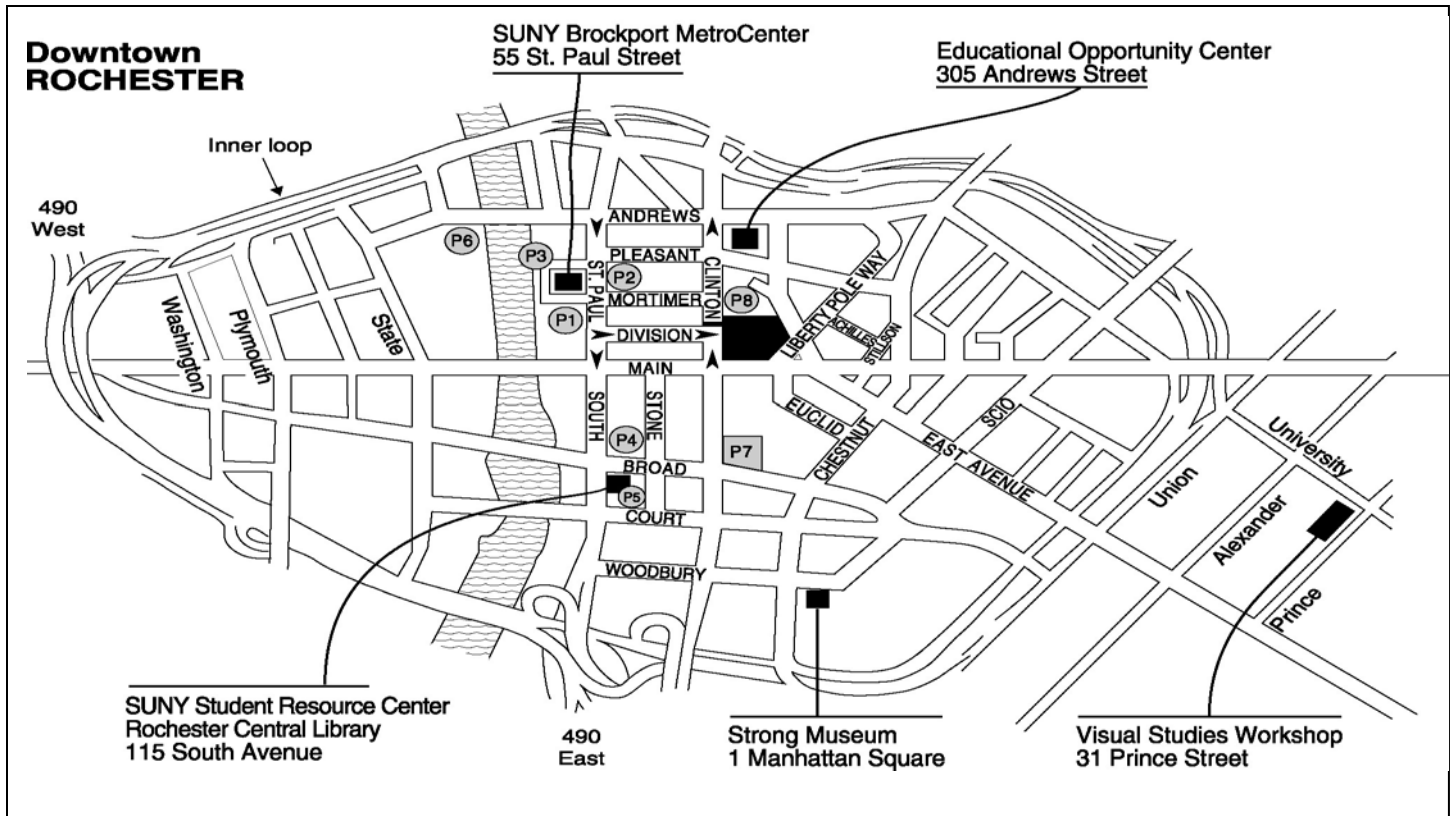 Downtown
ROCHESTER
SUNY Brockport MetroCenter
55 St. Paul Street
Educational Opportunity Center
305 Andrews Street
Inner loop
490
West
ANDREWS
P6
P3
PLEASANT
P2
ST. PAUL
CLINTON
MORTIMER
P8
P1
DIVISION
LIBERTY POLE WAY
ACHILLES
STILLSON
Washington
Plymouth
State
MAIN
SOUTH
STONE
EUCLID
CHESTNUT
SCIO
EAST AVENUE
P4
P7
BROAD
P5
COURT
WOODBURY
Union
University
Alexander
Prince
SUNY Student Resource Center
Rochester Central Library
115 South Avenue
490
East
Strong Museum
1 Manhattan Square
Visual Studies Workshop
31 Prince Street